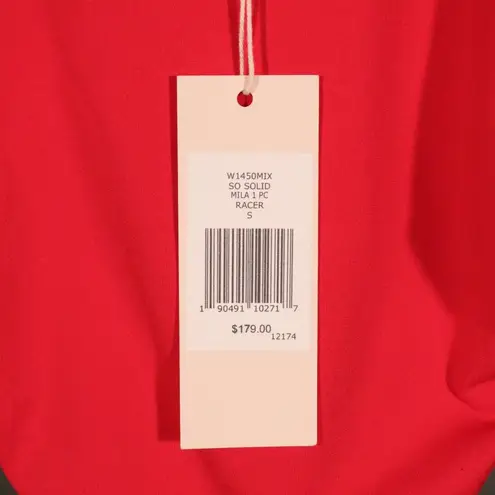 W1450MIX
SO SOLID
MILA 1 PC
RACER
S
1 90491 10271 7
$179.00
12174